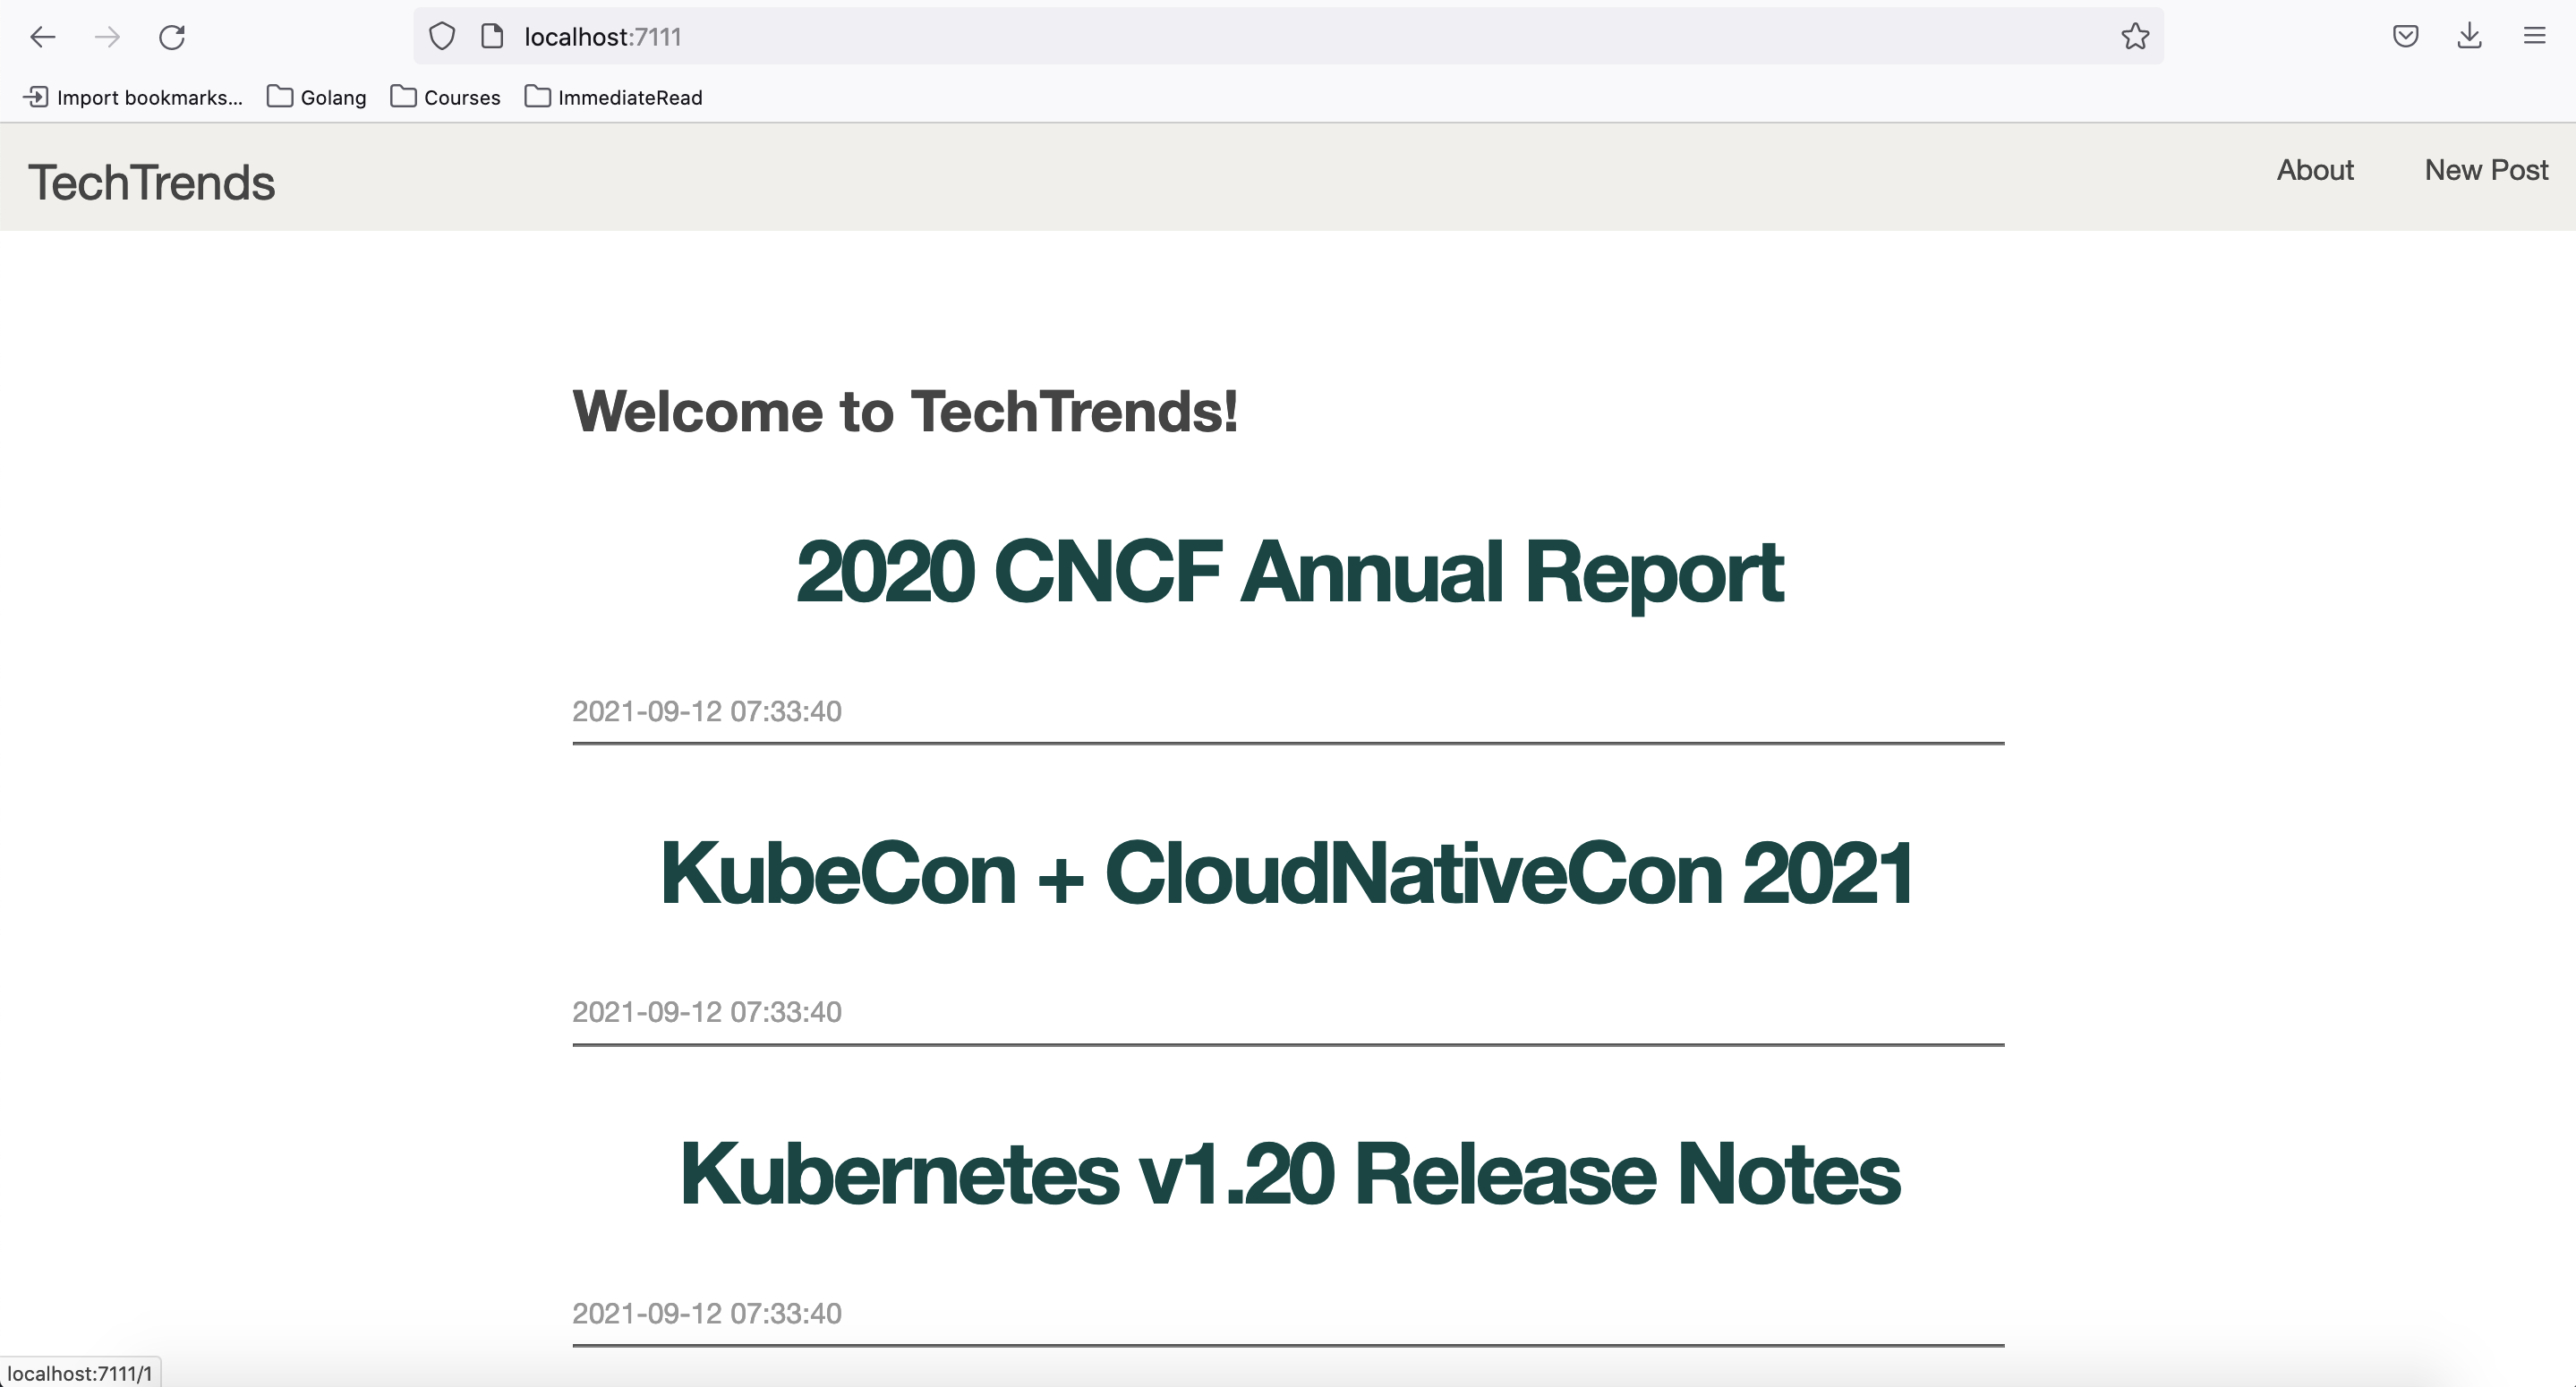 localhost:7111
Import bookmarks... Golang Courses ImmediateRead
TechTrends About New Post
Welcome to TechTrends!
2020 CNCF Annual Report
2021-09-12 07:33:40
KubeCon + CloudNativeCon 2021
2021-09-12 07:33:40
Kubernetes v1.20 Release Notes
2021-09-12 07:33:40
localhost:7111/1